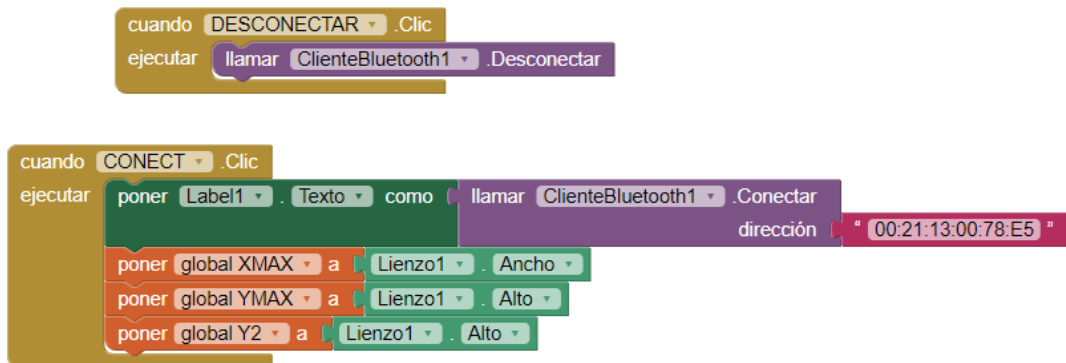 cuando DESCONECTAR .Clic
ejecutar llamar ClienteBluetooth1 .Desconectar
cuando CONECT .Clic
ejecutar poner Label1 . Texto como llamar ClienteBluetooth1 .Conectar
dirección " 00:21:13:00:78:E5 "
poner global XMAX a Lienzo1 . Ancho
poner global YMAX a Lienzo1 . Alto
poner global Y2 a Lienzo1 . Alto